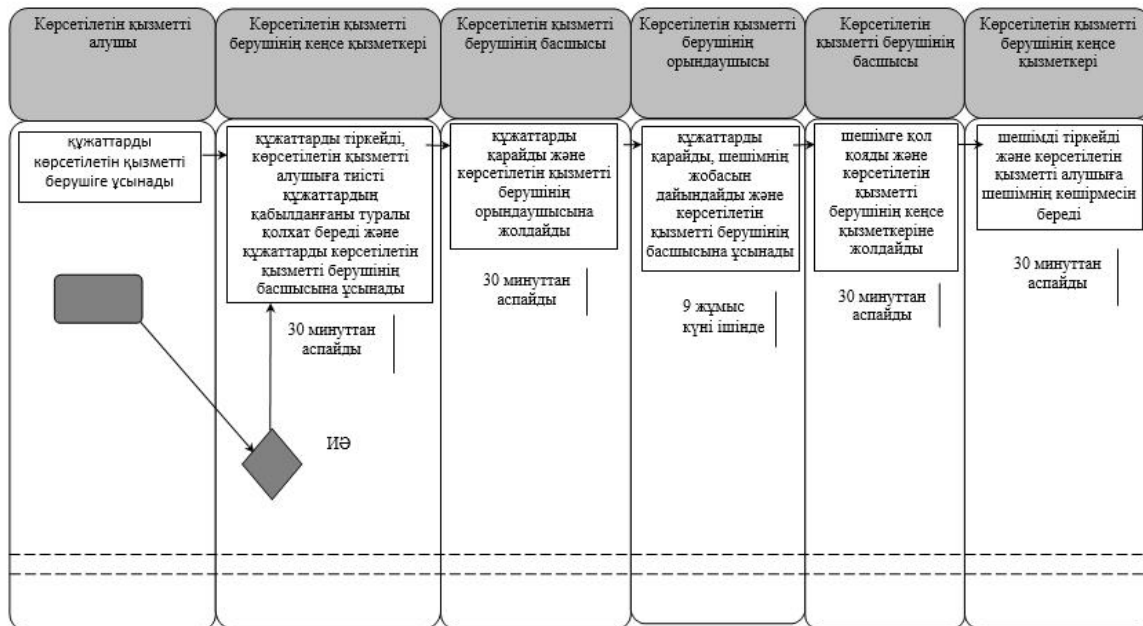 Көрсетілетін қызметті
алушы
Көрсетілетін қызметті
берушінің кеңсе қызметкері
Көрсетілетін қызметті
берушінің басшысы
Көрсетілетін қызметті
берушінің
орындаушысы
Көрсетілетін
қызметті берушінің
басшысы
Көрсетілетін қызметті
берушінің кеңсе
қызметкері
құжаттарды
көрсетілетін қызметті
берушіге ұсынады
құжаттарды тіркейді,
көрсетілетін қызметті
алушыға тиісті
құжаттардың
қабылданғаны туралы
қолхат береді және
құжаттарды көрсетілетін
қызметті берушінің
басшысына ұсынады
құжаттарды
қарайды және
көрсетілетін қызметті
берушінің
орындаушысына
жолдайды
құжаттарды
қарайды, шешімнің
жобасын
дайындайды және
көрсетілетін
қызметті берушінің
басшысына ұсынады
шешімге қол
қояды және
көрсетілетін
қызметті
берушінің кеңсе
қызметкеріне
жолдайды
шешімді тіркейді
және көрсетілетін
қызметті алушыға
шешімнің көшірмесін
береді
30 минуттан
аспайды
30 минуттан
аспайды
9 жұмыс
күні ішінде
30 минуттан
аспайды
30 минуттан
аспайды
ИӘ